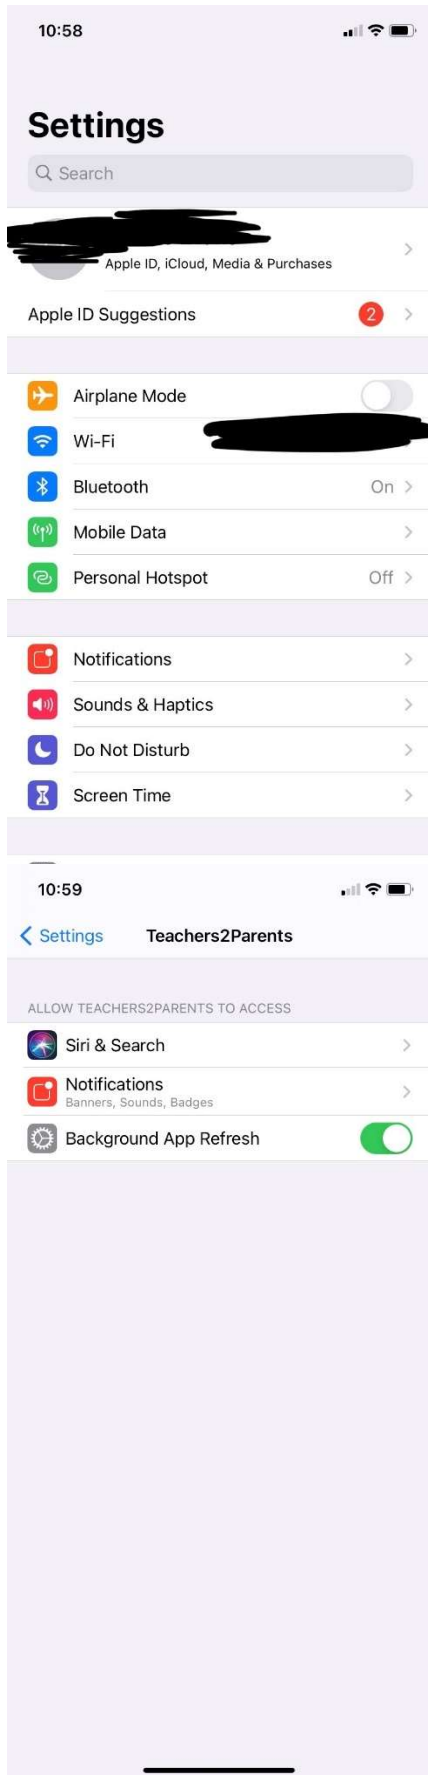 10:58
Settings
Search
Apple ID, iCloud, Media & Purchases
Apple ID Suggestions 2
Airplane Mode
Wi-Fi
Bluetooth On
Mobile Data
Personal Hotspot Off
Notifications
Sounds & Haptics
Do Not Disturb
Screen Time
10:59
Settings Teachers2Parents
ALLOW TEACHERS2PARENTS TO ACCESS
Siri & Search
Notifications
Banners, Sounds, Badges
Background App Refresh